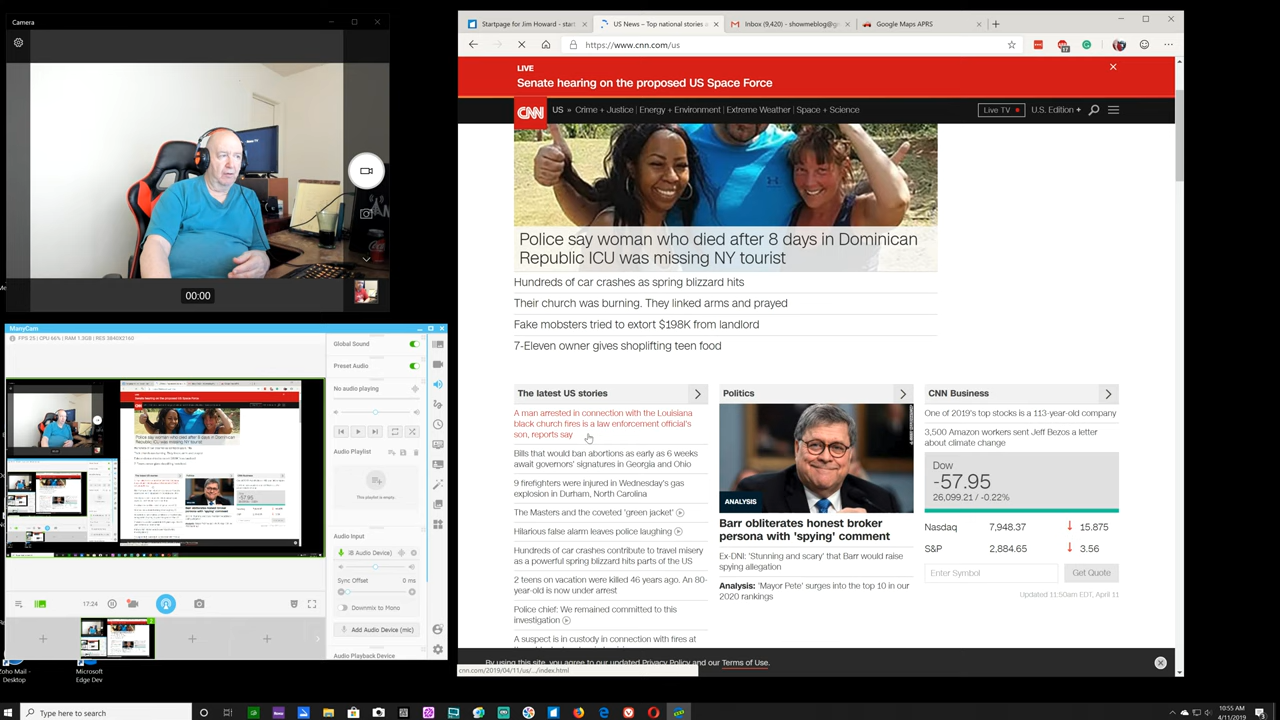 Camera
00:00
ManyCam
FPS 25 | CPU 66% | RAM 1.3GB | RES 3840X2160
Global Sound
Preset Audio
No audio playing
Audio Playlist
The playlist is empty
Audio Input
Sync Offset
0 ms
Downmix to Mono
Add Audio Device (mic)
Audio Playback Device
17:24
Zoho Mail - Desktop
Microsoft Edge Dev
Startpage for Jim Howard - start
US News – Top national stories
Inbox (9,420) - showmeblog@g
Google Maps APRS
https://www.cnn.com/us
LIVE
Senate hearing on the proposed US Space Force
CNN
US » Crime + Justice | Energy + Environment | Extreme Weather | Space + Science
Live TV
U.S. Edition +
Police say woman who died after 8 days in Dominican
Republic ICU was missing NY tourist
Hundreds of car crashes as spring blizzard hits
Their church was burning. They linked arms and prayed
Fake mobsters tried to extort $198K from landlord
7-Eleven owner gives shoplifting teen food
The latest US stories
A man arrested in connection with the Louisiana
black church fires is a law enforcement official's
son, reports say
Bills that would ban abortions as early as 6 weeks
await governors' signatures in Georgia and Ohio
9 firefighters were injured in Wednesday's gas
explosion in Durham, North Carolina
The Masters and the coveted 'green jacket'
Hilarious false alarm leaves police laughing
Hundreds of car crashes contribute to travel misery
as a powerful spring blizzard hits parts of the US
2 teens on vacation were killed 46 years ago. An 80-
year-old is now under arrest
Police chief: We remained committed to this
investigation
A suspect is in custody in connection with fires at
Politics
ANALYSIS
Barr obliterates honest broker
persona with 'spying' comment
Ex-DNI: 'Stunning and scary' that Barr would raise
spying allegation
Analysis: 'Mayor Pete' surges into the top 10 in our
2020 rankings
CNN Business
One of 2019's top stocks is a 113-year-old company
3,500 Amazon workers sent Jeff Bezos a letter
about climate change
Dow
-57.95
26,099.21 / -0.22%
Nasdaq 7,948.37 15.875
S&P 2,884.65 3.56
Enter Symbol
Get Quote
Updated 11:50am EDT, April 11
By using this site, you agree to our updated Privacy Policy and our Terms of Use.
cnn.com/2019/04/11/us/.../index.html
Type here to search
10:55 AM
4/11/2019